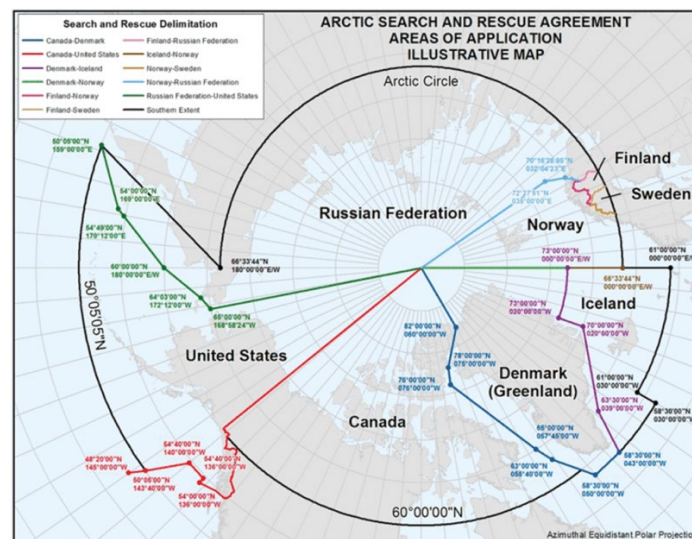 Search and Rescue Delimitation
Canada-Denmark
Canada-United States
Denmark-Iceland
Denmark-Norway
Finland-Norway
Finland-Sweden
Finland-Russian Federation
Iceland-Norway
Norway-Sweden
Norway-Russian Federation
Russian Federation-United States
Southern Extent
ARCTIC SEARCH AND RESCUE AGREEMENT
AREAS OF APPLICATION
ILLUSTRATIVE MAP
Arctic Circle
50°05'05"N
159°00'00"E
54°00'00"N
169°00'00"E
54°49'00"N
170°12'00"E
60°00'00"N
180°00'00"E/W
64°03'00"N
172°12'00"W
65°00'00"N
168°58'24"W
66°33'44"N
180°00'00"E/W
50°05'05"N
Russian Federation
Finland
Sweden
Norway
73°00'00"N
000°00'00"E/W
66°33'44"N
000°00'00"E/W
61°00'00"N
000°00'00"E/W
Iceland
73°00'00"N
020°00'00"W
70°00'00"N
020°00'00"W
United States
82°00'00"N
060°00'00"W
78°00'00"N
075°00'00"W
76°00'00"N
076°00'00"W
Denmark
(Greenland)
61°00'00"N
030°00'00"W
58°30'00"N
030°00'00"W
63°30'00"N
039°00'00"W
Canada
65°00'00"N
057°45'00"W
63°00'00"N
58°30'00"N
043°00'00"W
58°30'00"N
050°00'00"W
48°20'00"N
145°00'00"W
50°05'00"N
143°40'00"W
54°40'00"N
140°00'00"W
54°40'00"N
136°00'00"W
54°00'00"N
136°00'00"W
60°00'00"N
Azimuthal Equidistant Polar Projection